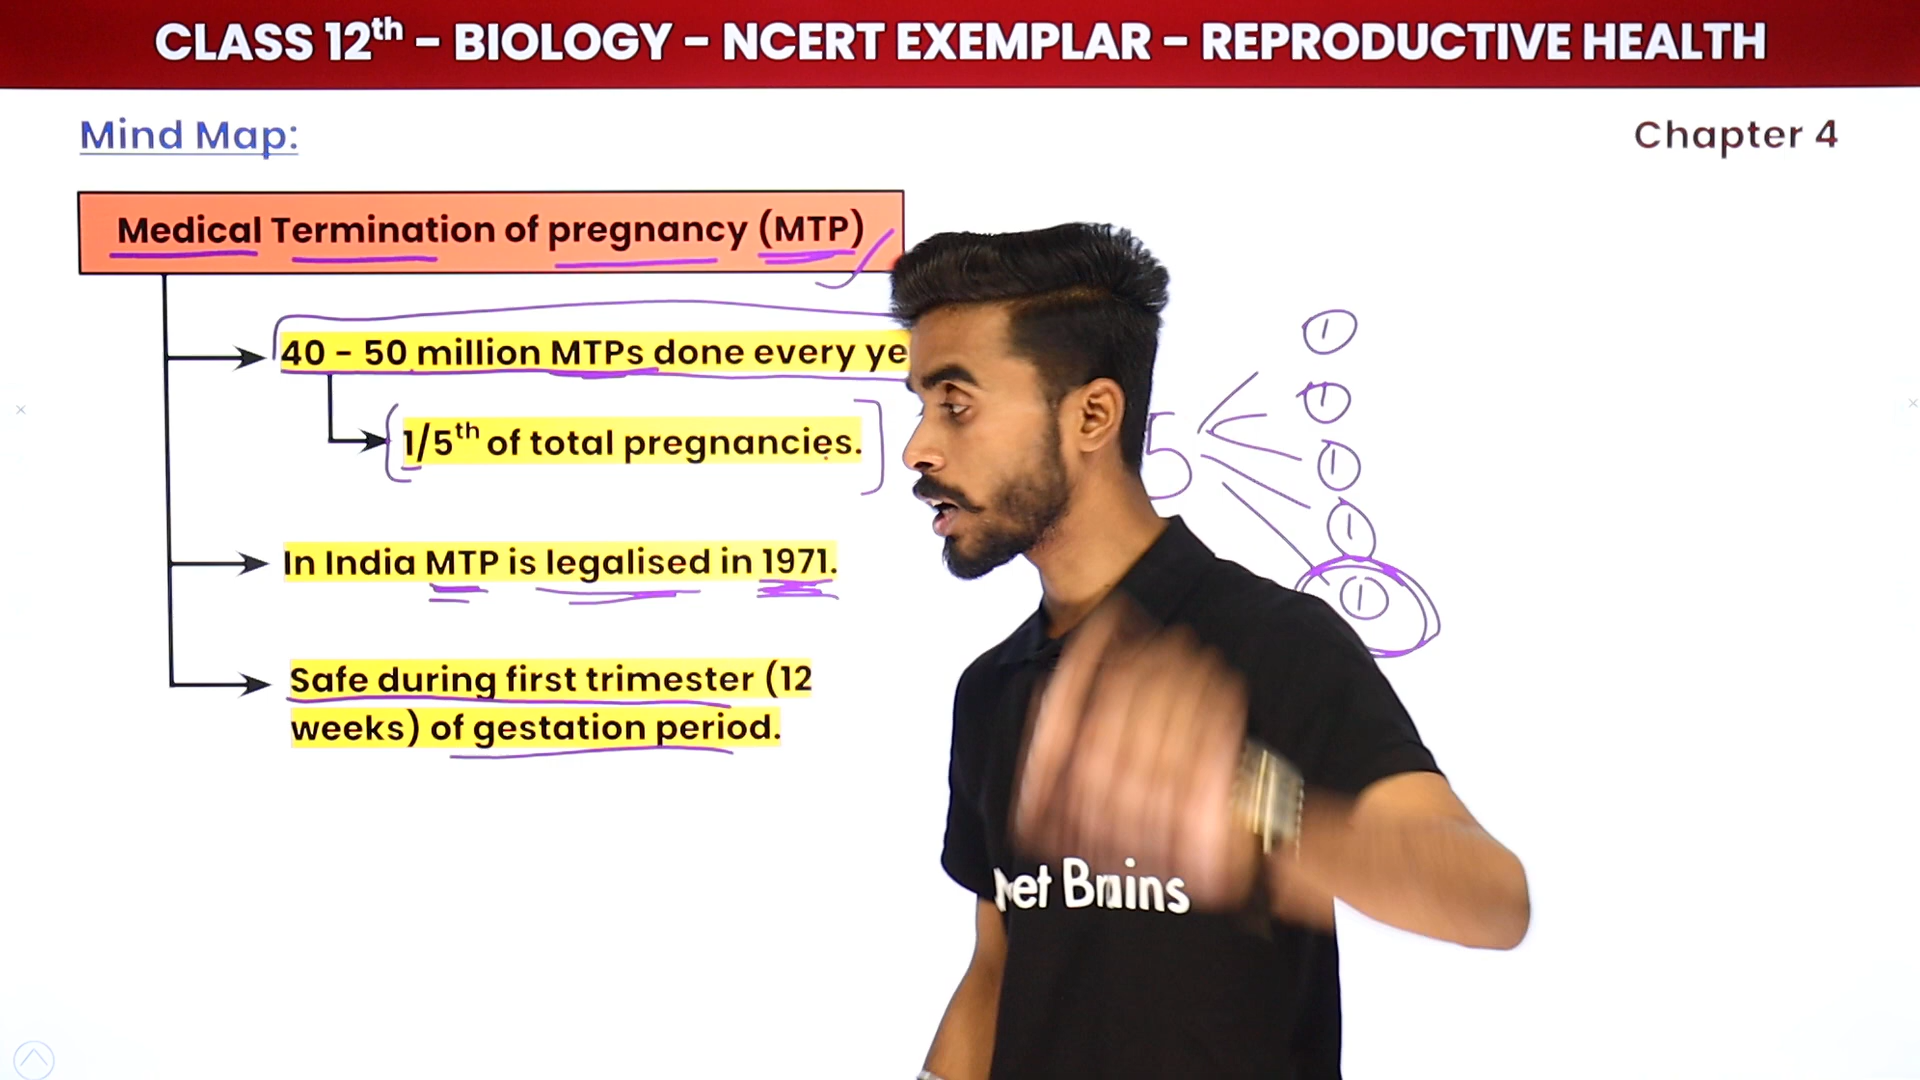 CLASS 12th - BIOLOGY - NCERT EXEMPLAR - REPRODUCTIVE HEALTH
Mind Map:
Chapter 4
Medical Termination of pregnancy (MTP)
40 - 50 million MTPs done every
1/5th of total pregnancies.
In India MTP is legalised in 1971.
Safe during first trimester (12
weeks) of gestation period.
5
1
1
1
1
1
Brains